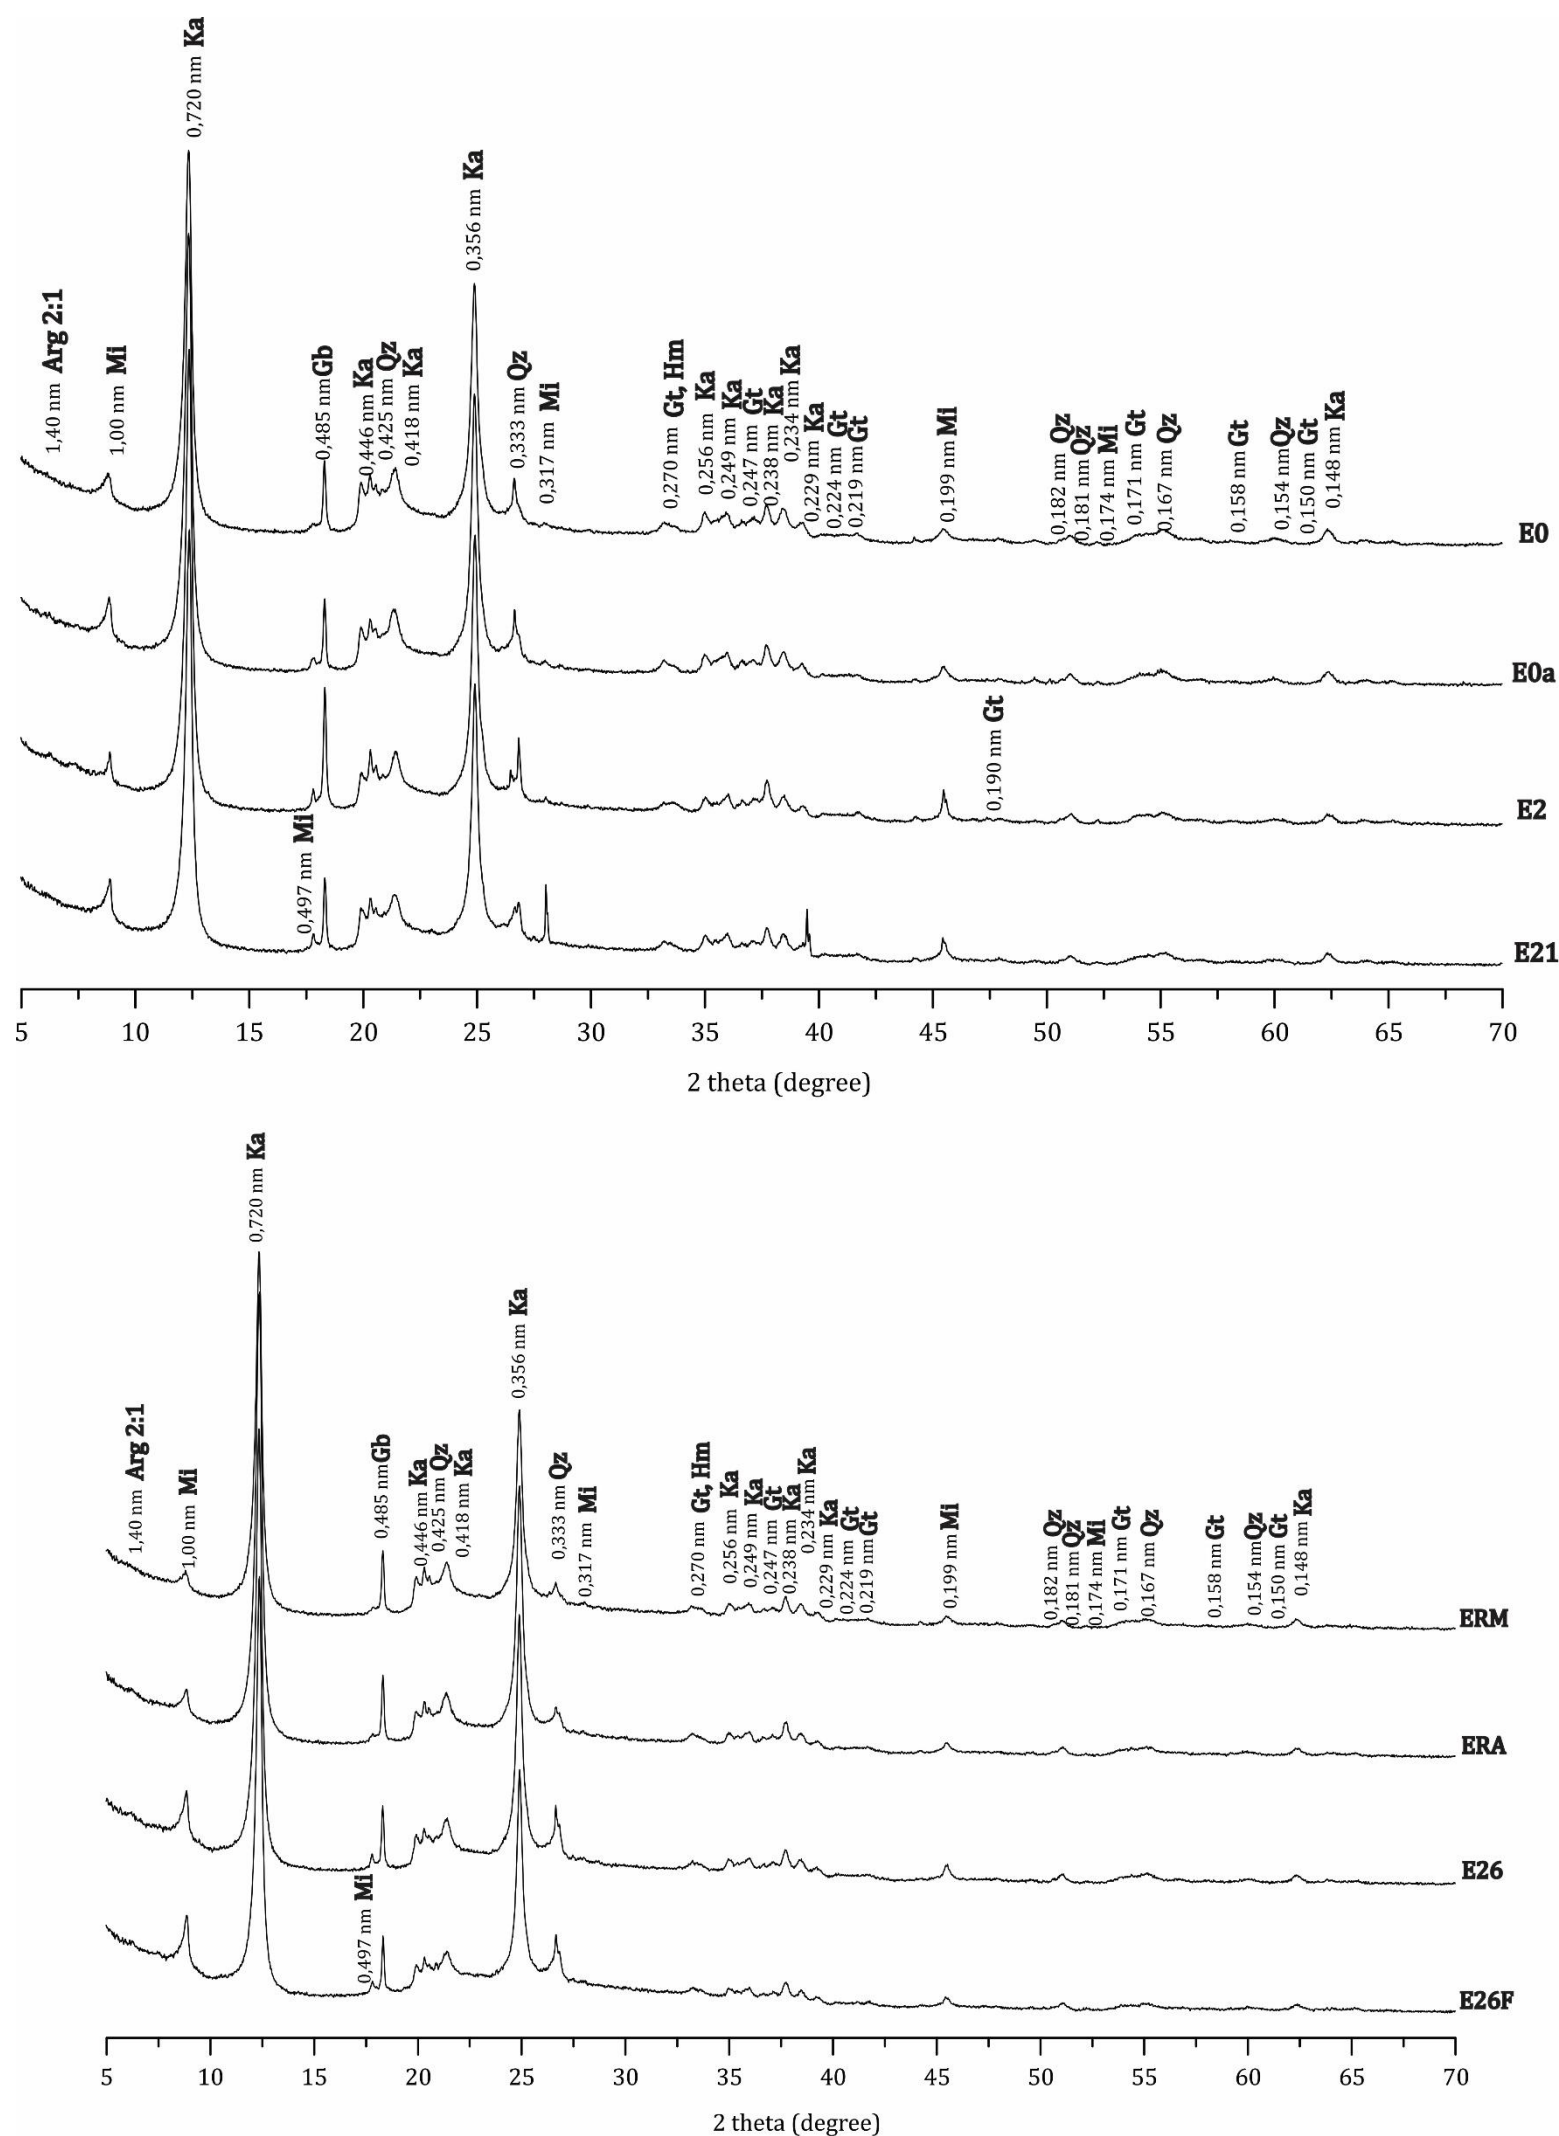 0,720 nm Ka
0,356 nm Ka
1,40 nm Arg 2:1
1,00 nm Mi
0,485 nm Gb
0,446 nm Ka
0,425 nm Qz
0,418 nm Ka
0,333 nm Qz
0,317 nm Mi
0,270 nm Gt, Hm
0,256 nm Ka
0,249 nm Ka
0,247 nm Gt
0,238 nm Ka
0,234 nm Ka
0,229 nm Ka
0,224 nm Gt
0,219 nm Gt
0,199 nm Mi
0,182 nm Qz
0,181 nm Qz
0,174 nm Mi
0,171 nm Gt
0,167 nm Qz
0,158 nm Gt
0,154 nm Qz
0,150 nm Gt
0,148 nm Ka
E0
E0a
0,190 nm Gt
E2
0,497 nm Mi
E21
5 10 15 20 25 30 35 40 45 50 55 60 65 70
2 theta (degree)
0,720 nm Ka
0,356 nm Ka
1,40 nm Arg 2:1
1,00 nm Mi
0,485 nm Gb
0,446 nm Ka
0,425 nm Qz
0,418 nm Ka
0,333 nm Qz
0,317 nm Mi
0,270 nm Gt, Hm
0,256 nm Ka
0,249 nm Ka
0,247 nm Gt
0,238 nm Ka
0,234 nm Ka
0,229 nm Ka
0,224 nm Gt
0,219 nm Gt
0,199 nm Mi
0,182 nm Qz
0,181 nm Qz
0,174 nm Mi
0,171 nm Gt
0,167 nm Qz
0,158 nm Gt
0,154 nm Qz
0,150 nm Gt
0,148 nm Ka
ERM
ERA
E26
0,497 nm Mi
E26F
5 10 15 20 25 30 35 40 45 50 55 60 65 70
2 theta (degree)